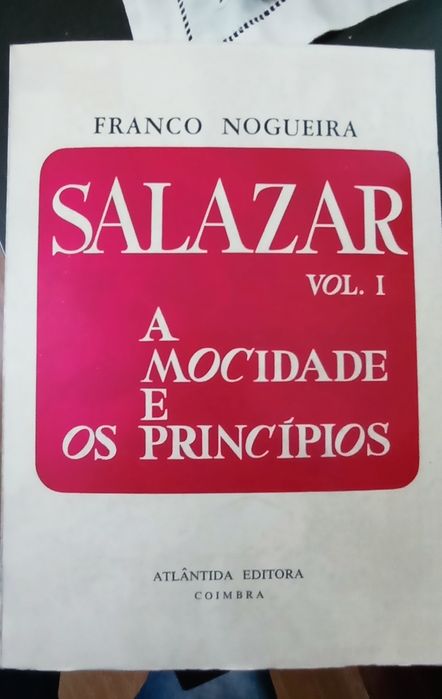 FRANCO NOGUEIRA
SALAZAR
VOL. I
A
MOCIDADE
E
OS PRINCÍPIOS
ATLÂNTIDA EDITORA
COIMBRA